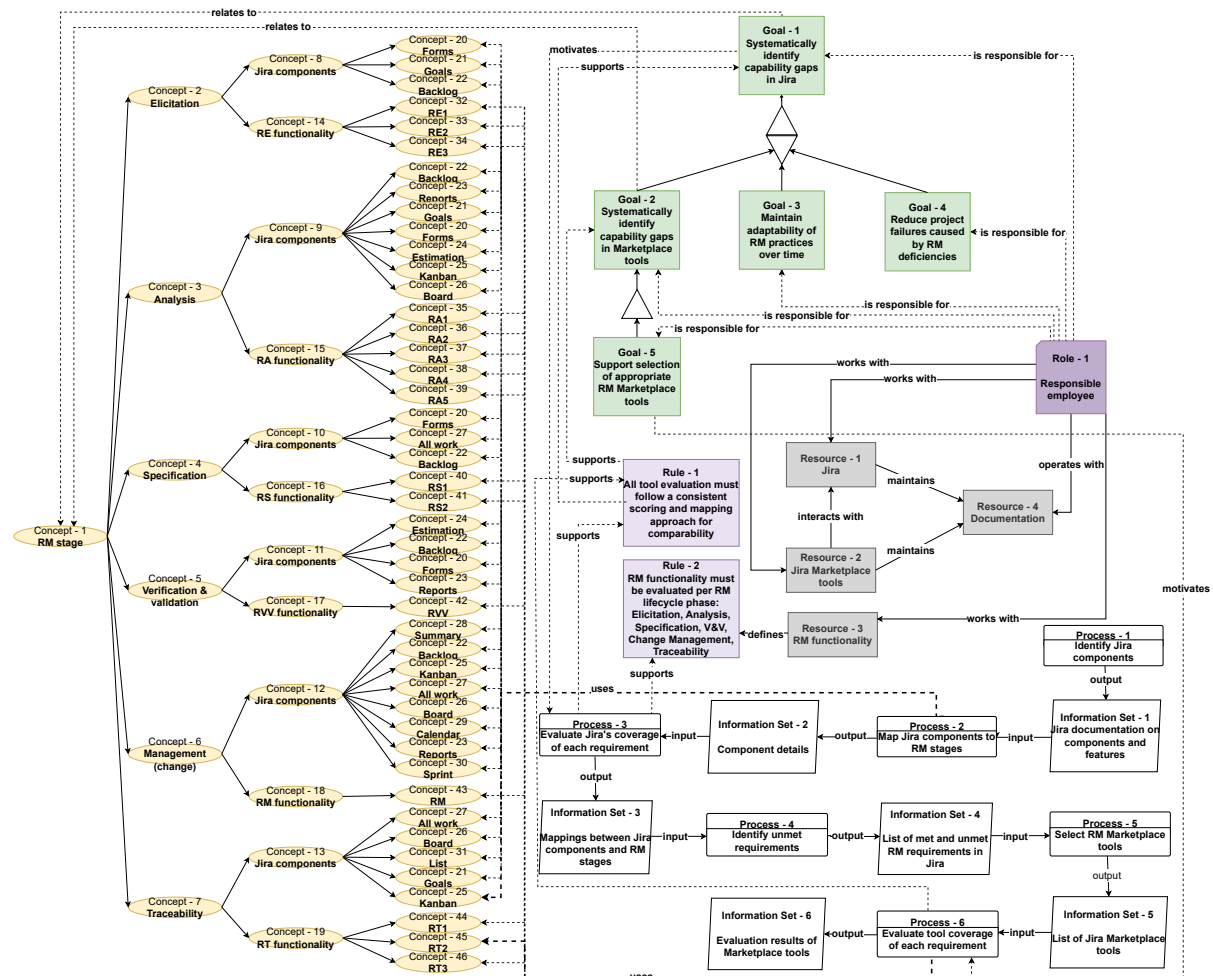 relates to
relates to
Concept - 1
RM stage
Concept - 2
Elicitation
Concept - 3
Analysis
Concept - 4
Specification
Concept - 5
Verification &
validation
Concept - 6
Management
(change)
Concept - 7
Traceability
Concept - 8
Jira components
Concept - 14
RE functionality
Concept - 9
Jira components
Concept - 15
RA functionality
Concept - 10
Jira components
Concept - 16
RS functionality
Concept - 11
Jira components
Concept - 17
RVV functionality
Concept - 12
Jira components
Concept - 18
RM functionality
Concept - 13
Jira components
Concept - 19
RT functionality
Concept - 20
Forms
Concept - 21
Goals
Concept - 22
Backlog
Concept - 32
RE1
Concept - 33
RE2
Concept - 34
RE3
Concept - 22
Backlog
Concept - 23
Reports
Concept - 21
Goals
Concept - 20
Forms
Concept - 24
Estimation
Concept - 25
Kanban
Concept - 26
Board
Concept - 35
RA1
Concept - 36
RA2
Concept - 37
RA3
Concept - 38
RA4
Concept - 39
RA5
Concept - 20
Forms
Concept - 27
All work
Concept - 22
Backlog
Concept - 40
RS1
Concept - 41
RS2
Concept - 24
Estimation
Concept - 22
Backlog
Concept - 20
Forms
Concept - 23
Reports
Concept - 42
RVV
Concept - 28
Summary
Concept - 22
Backlog
Concept - 25
Kanban
Concept - 27
All work
Concept - 26
Board
Concept - 29
Calendar
Concept - 23
Reports
Concept - 30
Sprint
Concept - 43
RM
Concept - 27
All work
Concept - 26
Board
Concept - 31
List
Concept - 21
Goals
Concept - 25
Kanban
Concept - 44
RT1
Concept - 45
RT2
Concept - 46
RT3
motivates
supports
Goal - 1
Systematically
identify
capability gaps
in Jira
is responsible for
Goal - 2
Systematically
identify
capability gaps
in Marketplace
tools
Goal - 3
Maintain
adaptability of
RM practices
over time
Goal - 4
Reduce project
failures caused
by RM
deficiencies
is responsible for
is responsible for
is responsible for
is responsible for
Goal - 5
Support selection
of appropriate
RM Marketplace
tools
Role - 1
Responsible
employee
works with
works with
operates with
supports
supports
supports
Rule - 1
All tool evaluation must
follow a consistent
scoring and mapping
approach for
comparability
Resource - 1
Jira
maintains
Resource - 4
Documentation
interacts with
Resource - 2
Jira Marketplace
tools
maintains
Rule - 2
RM functionality must
be evaluated per RM
lifecycle phase:
Elicitation, Analysis,
Specification, V&V,
Change Management,
Traceability
defines
Resource - 3
RM functionality
works with
motivates
supports
uses
Process - 1
Identify Jira
components
output
Information Set - 1
Jira documentation on
components and
features
input
Process - 2
Map Jira components to
RM stages
output
Information Set - 2
Component details
input
Process - 3
Evaluate Jira's coverage
of each requirement
output
Information Set - 3
Mappings between Jira
components and RM
stages
input
Process - 4
Identify unmet
requirements
output
Information Set - 4
List of met and unmet
RM requirements in
Jira
input
Process - 5
Select RM Marketplace
tools
output
Information Set - 5
List of Jira Marketplace
tools
input
Process - 6
Evaluate tool coverage
of each requirement
output
Information Set - 6
Evaluation results of
Marketplace tools